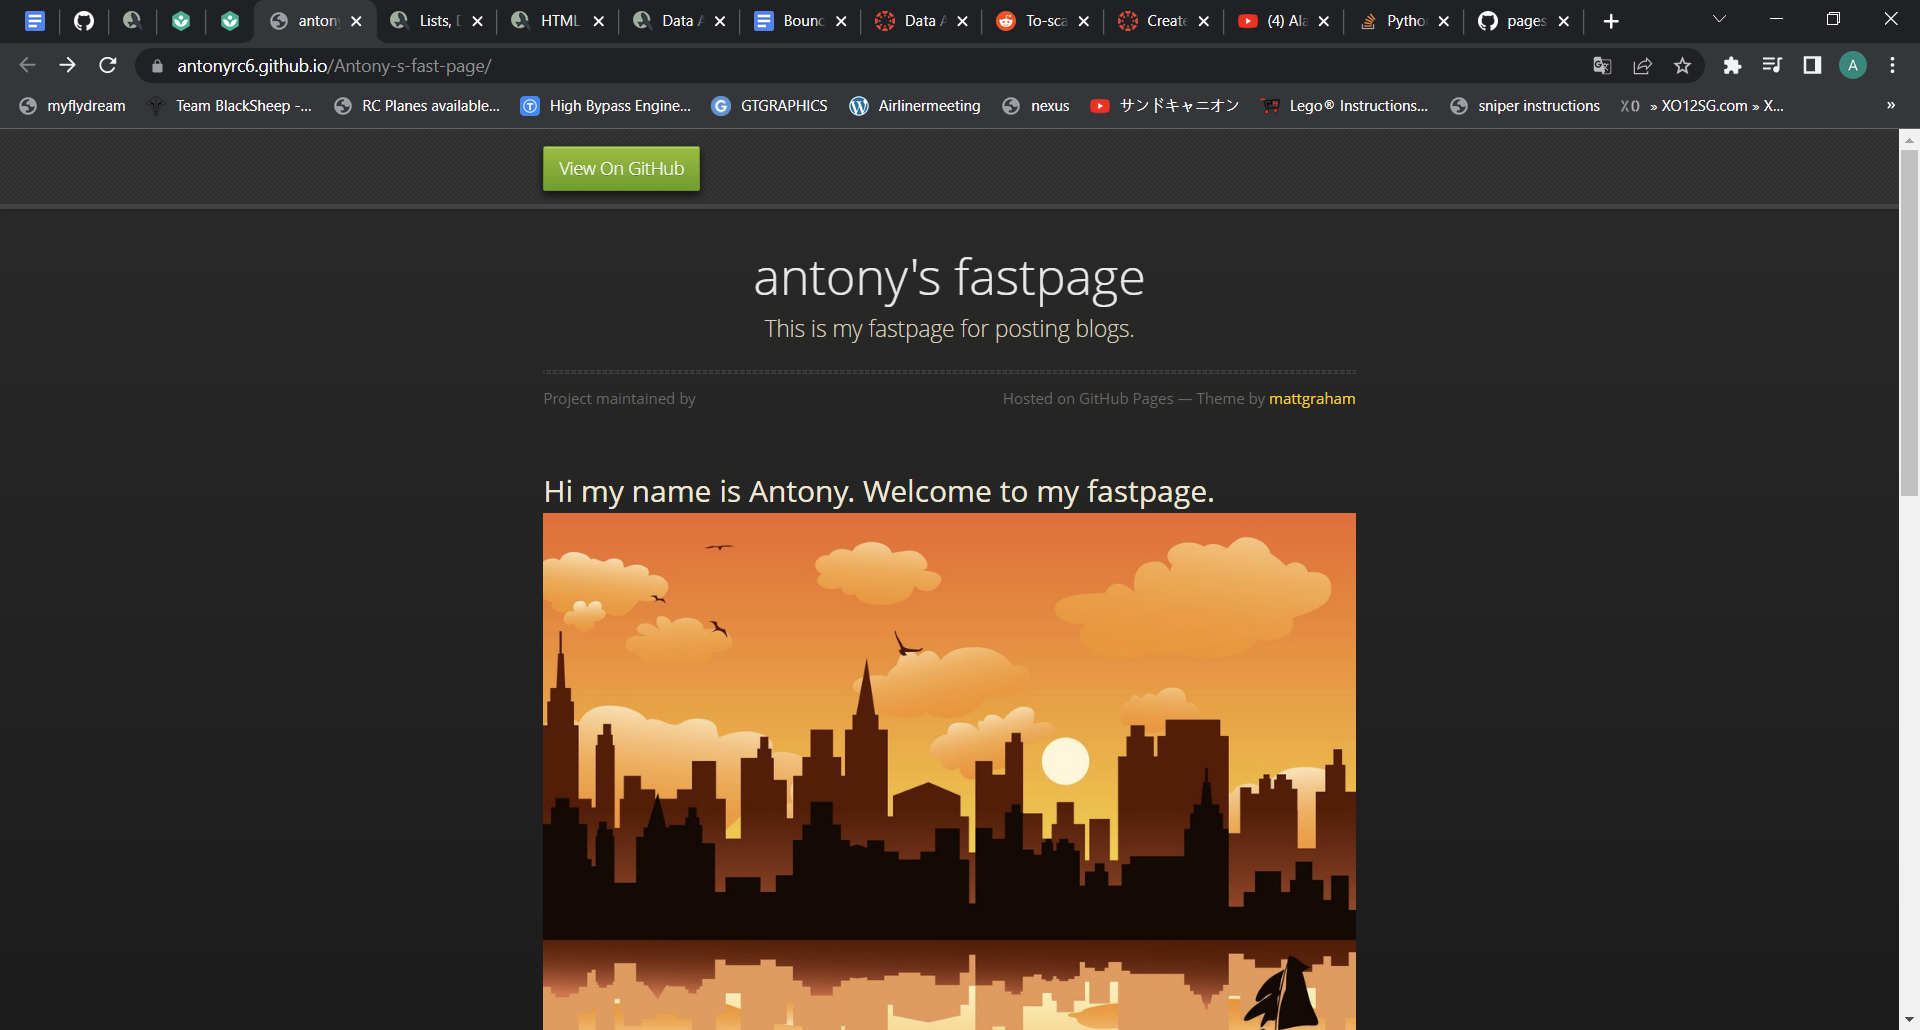 anton
Lists, D
HTML
Data A
Bounc
Data A
To-sca
Create
(4) Ala
Pytho
pages
antonyrc6.github.io/Antony-s-fast-page/
A
myflydream
Team BlackSheep -...
RC Planes available...
High Bypass Engine...
GTGRAPHICS
Airlinermeeting
nexus
サンドキャニオン
Lego® Instructions...
sniper instructions
XO » XO12SG.com » X...
»
View On GitHub
antony's fastpage
This is my fastpage for posting blogs.
Project maintained by
Hosted on GitHub Pages — Theme by mattgraham
Hi my name is Antony. Welcome to my fastpage.